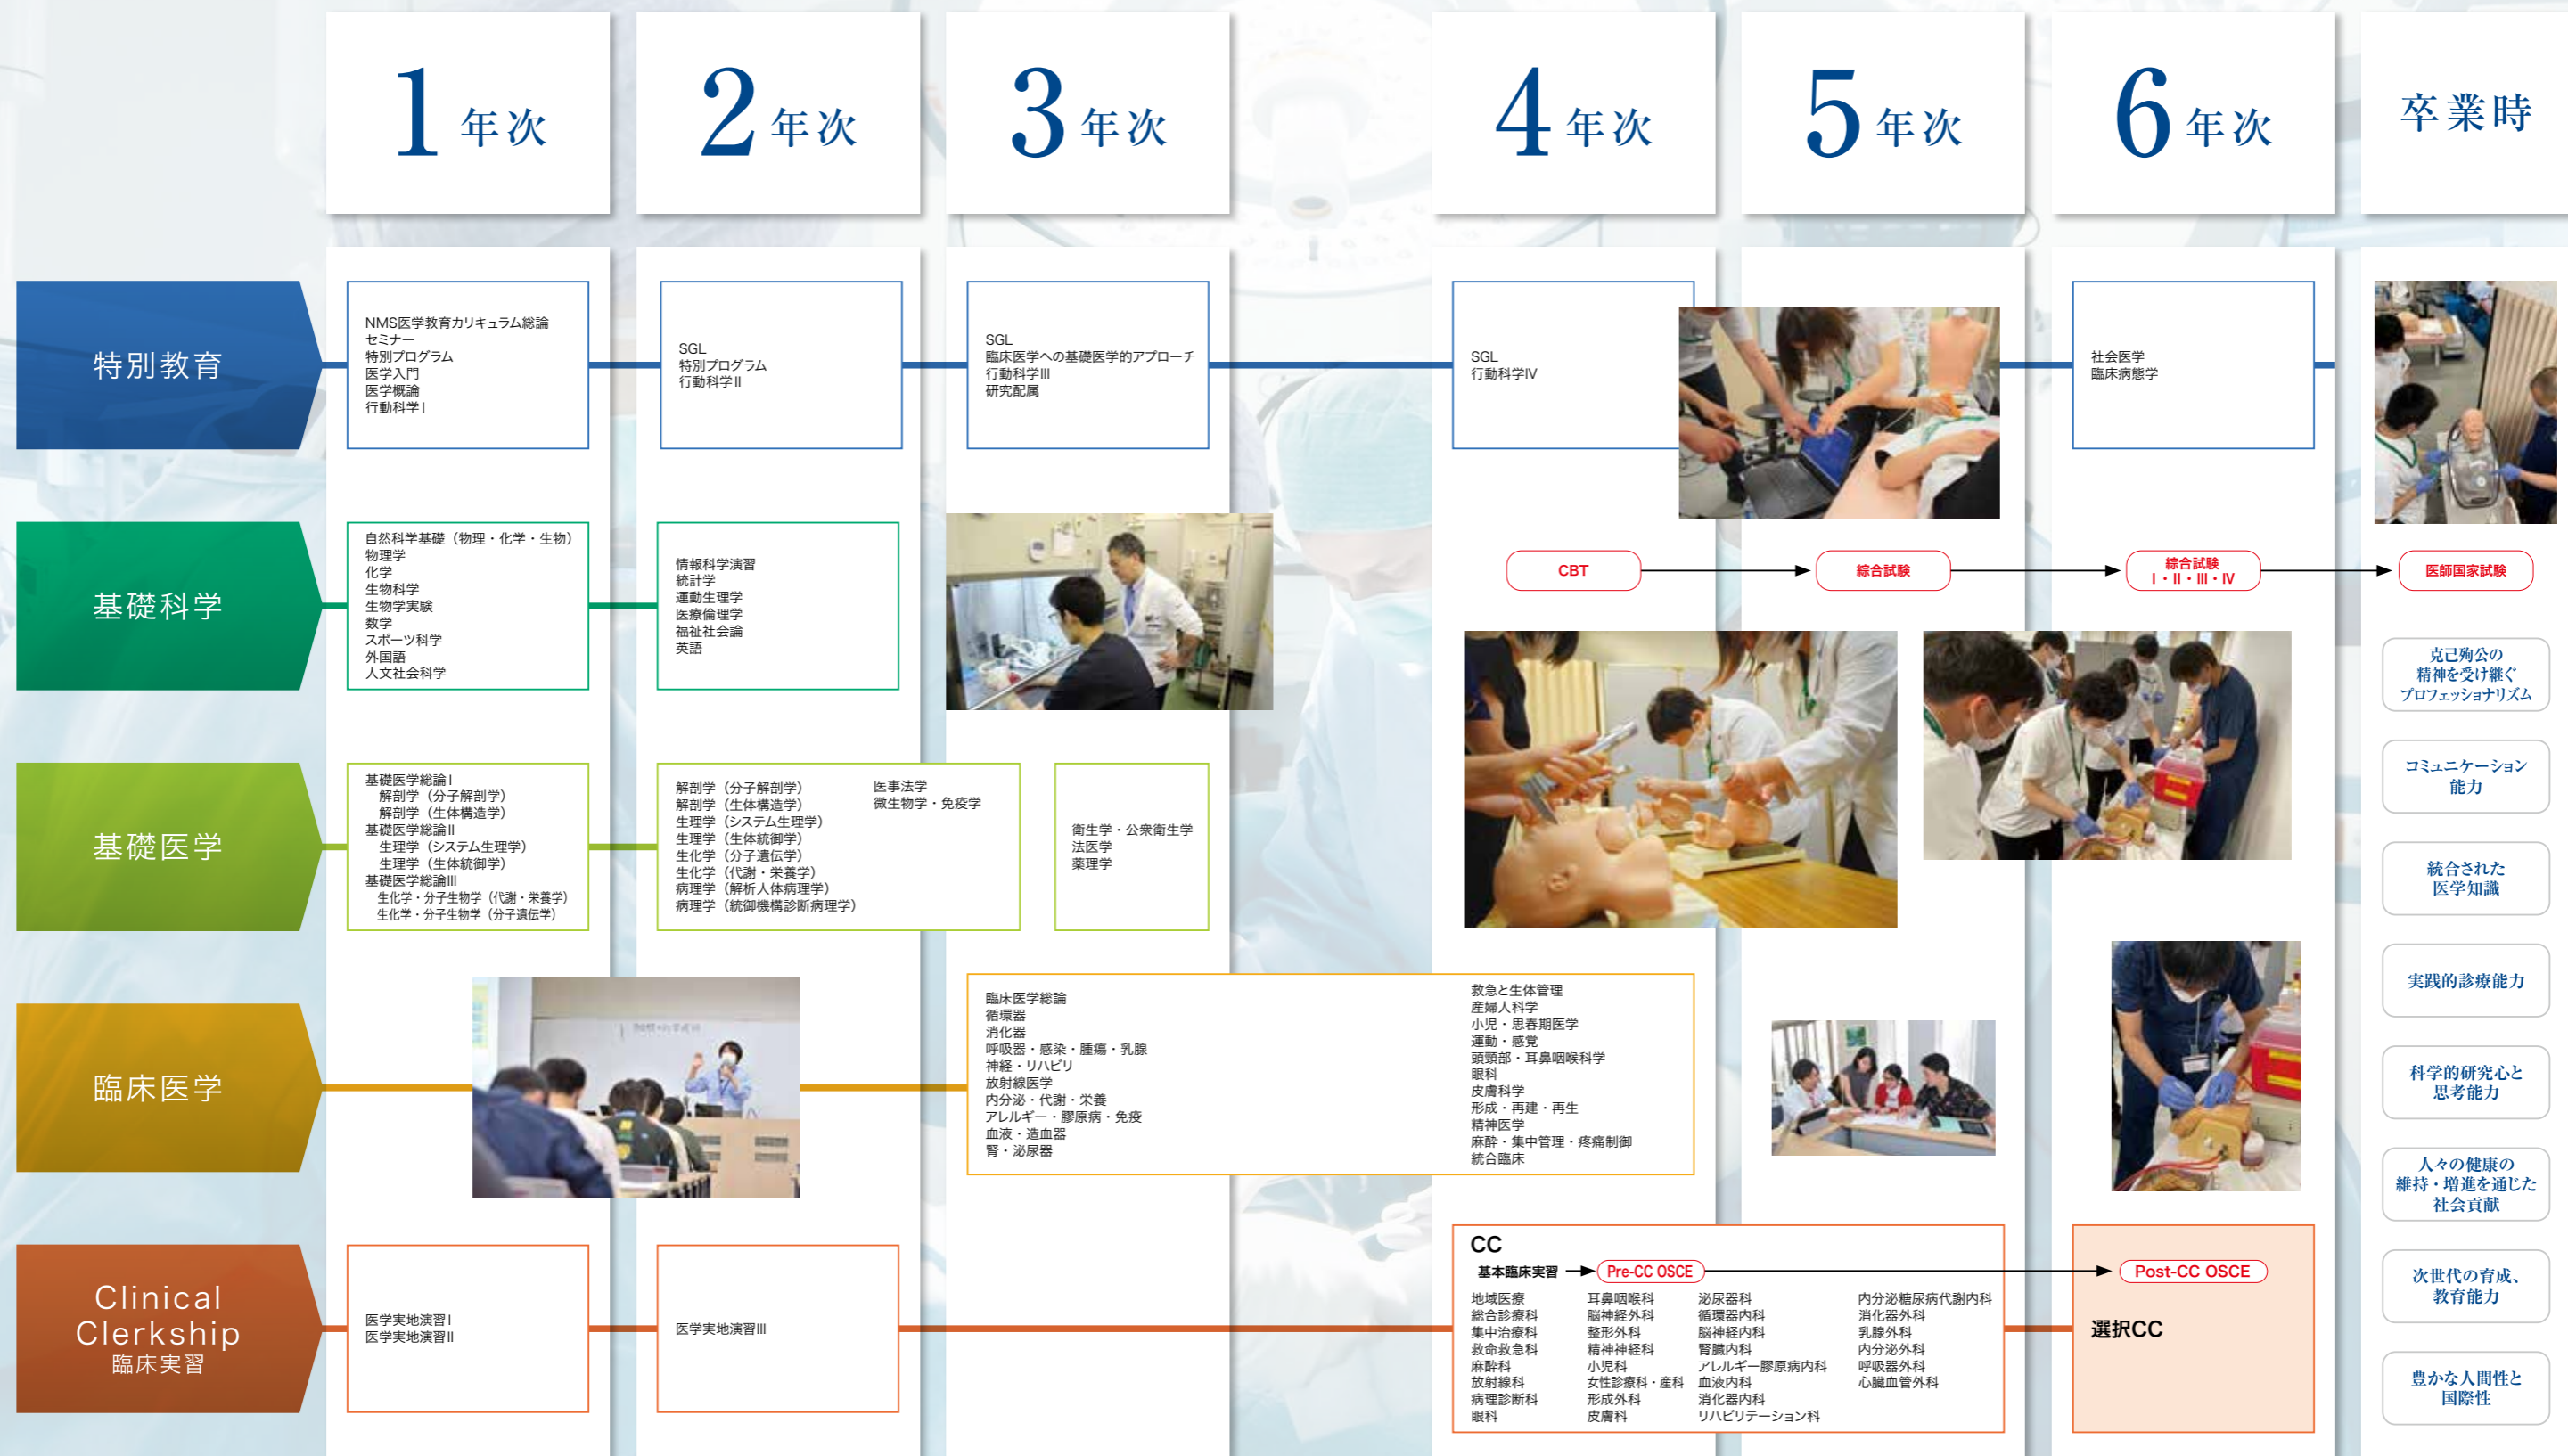 1年次
2年次
3年次
4年次
5年次
6年次
卒業時
特別教育
NMS医学教育カリキュラム総論
セミナー
特別プログラム
医学入門
医学概論
行動科学I
SGL
特別プログラム
行動科学II
SGL
臨床医学への基礎医学的アプローチ
行動科学III
研究配属
SGL
行動科学IV
社会医学
臨床病態学
基礎科学
自然科学基礎（物理・化学・生物）
物理学
化学
生物科学
生物学実験
数学
スポーツ科学
外国語
人文社会科学
情報科学演習
統計学
運動生理学
医療倫理学
福祉社会論
英語
CBT
綜合試験
綜合試験
I・II・III・IV
医師国家試験
基礎医学
基礎医学総論I
解剖学（分子解剖学）
解剖学（生体構造学）
基礎医学総論II
生理学（システム生理学）
生理学（生体統御学）
基礎医学総論III
生化学・分子生物学（代謝・栄養学）
生化学・分子生物学（分子遺伝学）
解剖学（分子解剖学）
解剖学（生体構造学）
生理学（システム生理学）
生理学（生体統御学）
生化学（分子遺伝学）
生化学（代謝・栄養学）
病理学（解析人体病理学）
病理学（統御機構診断病理学）
医事法学
微生物学・免疫学
衛生学・公衆衛生学
法医学
薬理学
臨床医学
臨床医学総論
循環器
消化器
呼吸器・感染・腫瘍・乳腺
神経・リハビリ
放射線医学
内分泌・代謝・栄養
アレルギー・膠原病・免疫
血液・造血器
腎・泌尿器
救急と生体管理
産婦人科学
小児・思春期医学
運動・感覚
頭頸部・耳鼻咽喉科学
眼科
皮膚科学
形成・再建・再生
精神医学
麻酔・集中管理・疼痛制御
統合臨床
Clinical
Clerkship
臨床実習
医学実地演習I
医学実地演習II
医学実地演習III
CC
基本臨床実習
Pre-CC OSCE
地域医療
総合診療科
集中治療科
救命救急科
麻酔科
放射線科
病理診断科
眼科
耳鼻咽喉科
脳神経外科
整形外科
精神神経科
小児科
女性診療科・産科
形成外科
皮膚科
泌尿器科
循環器内科
脳神経内科
腎臓内科
アレルギー膠原病内科
血液内科
消化器内科
リハビリテーション科
内分泌糖尿病代謝内科
消化器外科
乳腺外科
内分泌外科
呼吸器外科
心臓血管外科
Post-CC OSCE
選択CC
克己殉公の
精神を受け継ぐ
プロフェッショナリズム
コミュニケーション
能力
統合された
医学知識
実践的診療能力
科学的研究心と
思考能力
人々の健康の
維持・増進を通じた
社会貢献
次世代の育成、
教育能力
豊かな人間性と
国際性